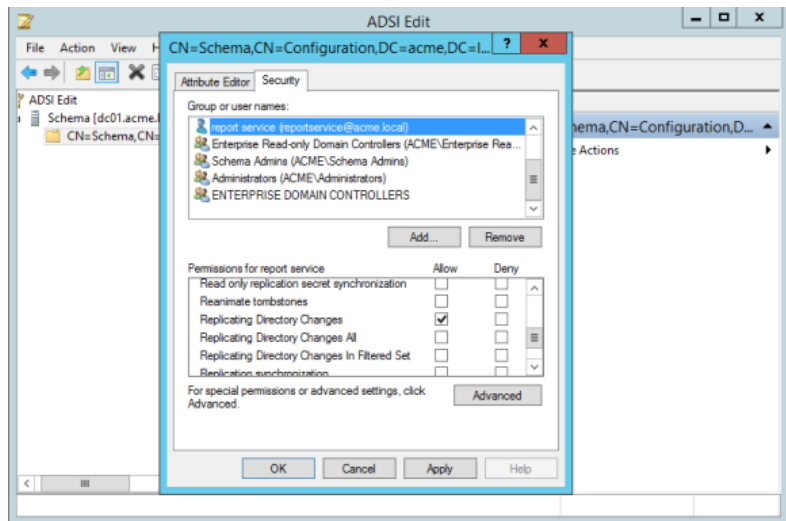 ADSI Edit
File Action View H
CN=Schema,CN=Configuration,DC=acme,DC=l...
?
x
Attribute Editor Security
ADSI Edit
Schema [dc01.acme.l
CN=Schema,CN=
Group or user names:
report service (reportservice@acme.local)
Enterprise Read-only Domain Controllers (ACME\Enterprise Rea...
Schema Admins (ACME\Schema Admins)
Administrators (ACME\Administrators)
ENTERPRISE DOMAIN CONTROLLERS
hema,CN=Configuration,D...
e Actions
Add... Remove
Permissions for report service Allow Deny
Read only replication secret synchronization
Reanimate tombstones
Replicating Directory Changes
Replicating Directory Changes All
Replicating Directory Changes In Filtered Set
Replication synchronization
For special permissions or advanced settings, click
Advanced.
Advanced
OK Cancel Apply Help